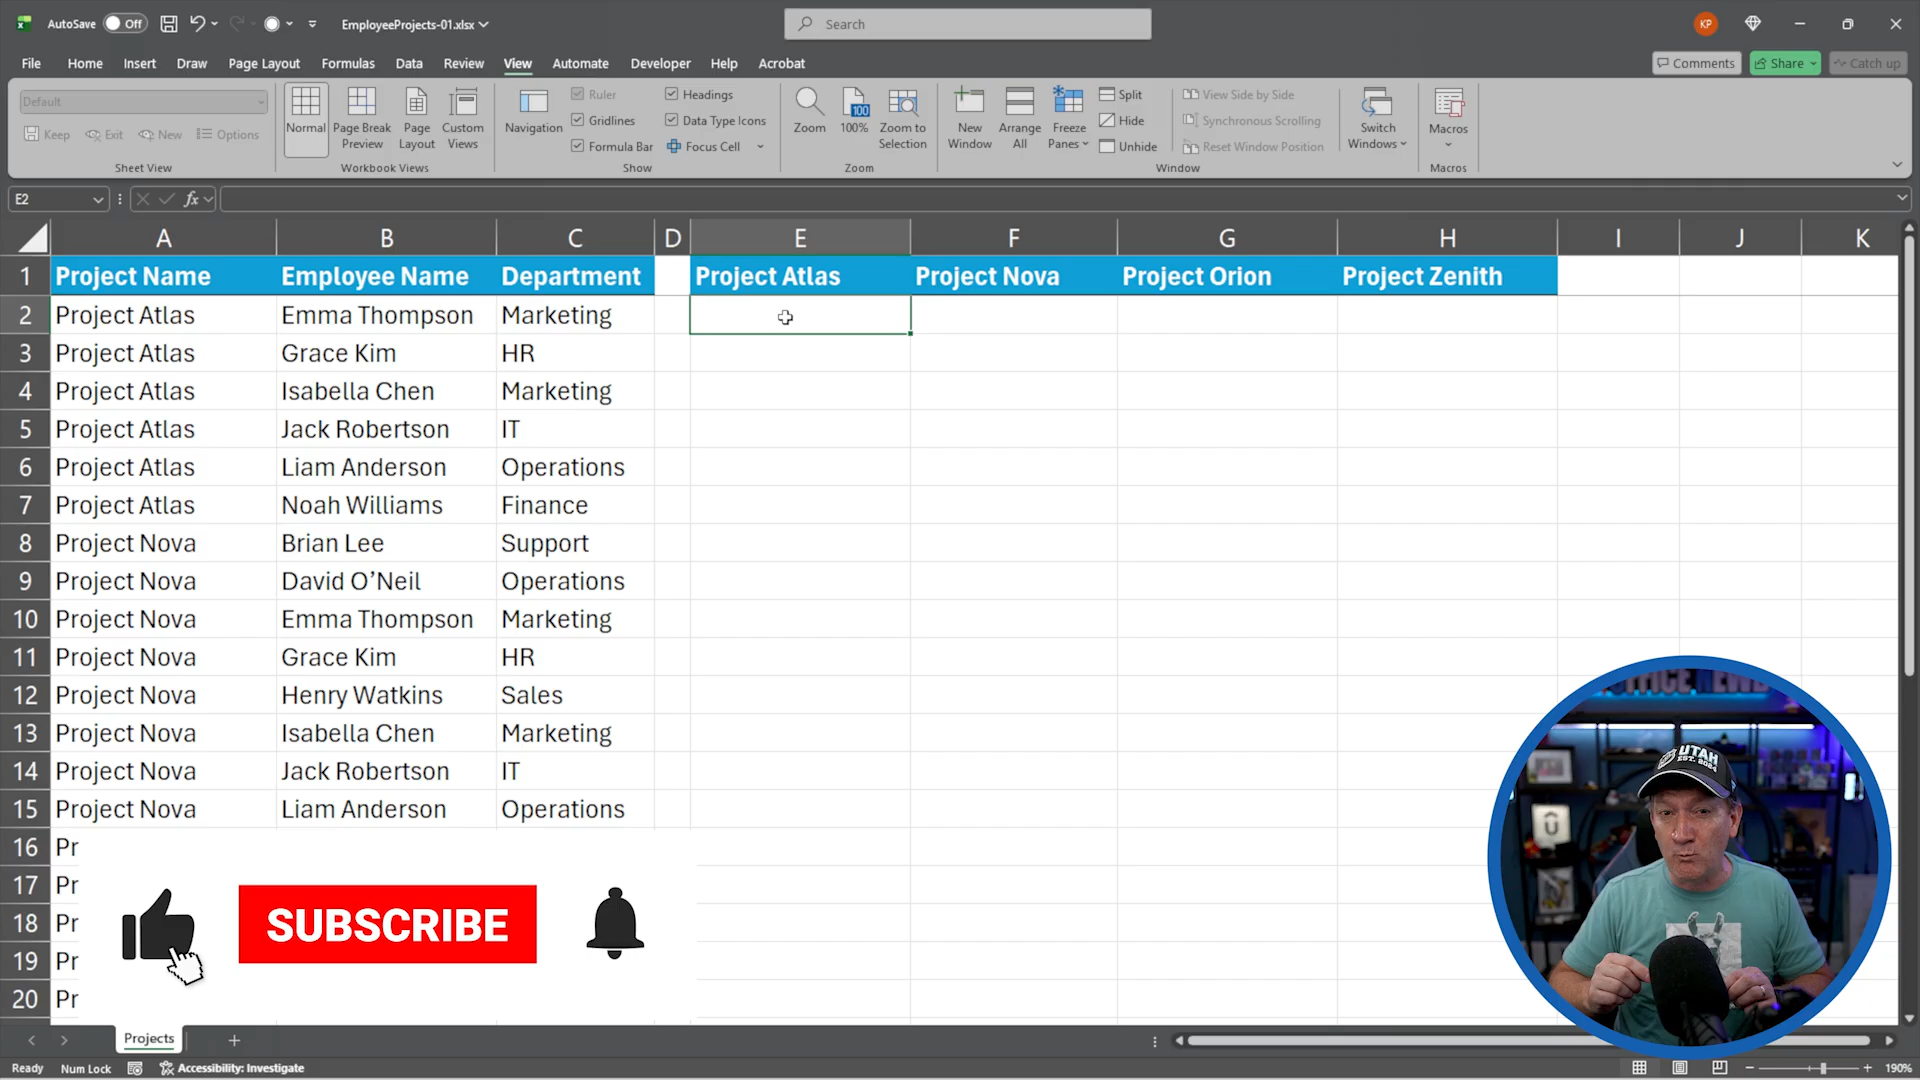 AutoSave Off EmployeeProjects-01.xlsx Search KP
File Home Insert Draw Page Layout Formulas Data Review View Automate Developer Help Acrobat Comments Share Catch up
Default
Keep Exit New Options
Sheet View
Normal Page Break Preview Page Layout Custom Views
Workbook Views
Navigation
Ruler Headings
Gridlines Data Type Icons
Formula Bar Focus Cell
Show
Zoom 100 100% Zoom to Selection
Zoom
New Window Arrange All Freeze Panes
Split View Side by Side
Hide Synchronous Scrolling
Unhide Reset Window Position
Switch Windows
Window
Macros
Macros
E2 fx
A B C D E F G H I J K
1 Project Name Employee Name Department Project Atlas Project Nova Project Orion Project Zenith
2 Project Atlas Emma Thompson Marketing
3 Project Atlas Grace Kim HR
4 Project Atlas Isabella Chen Marketing
5 Project Atlas Jack Robertson IT
6 Project Atlas Liam Anderson Operations
7 Project Atlas Noah Williams Finance
8 Project Nova Brian Lee Support
9 Project Nova David O’Neil Operations
10 Project Nova Emma Thompson Marketing
11 Project Nova Grace Kim HR
12 Project Nova Henry Watkins Sales
13 Project Nova Isabella Chen Marketing
14 Project Nova Jack Robertson IT
15 Project Nova Liam Anderson Operations
16 Pr
17 Pr
18 Pr
19 Pr
20 Pr
SUBSCRIBE
UTAH
EST. 2024
Projects
Ready Num Lock Accessibility: Investigate 190%